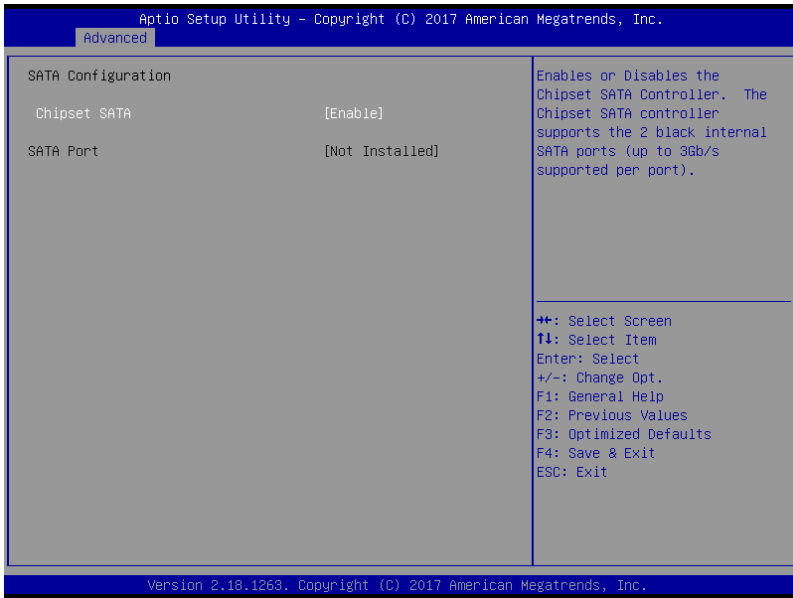 Aptio Setup Utility – Copyright (C) 2017 American Megatrends, Inc.
Advanced
SATA Configuration
Chipset SATA [Enable]
SATA Port [Not Installed]
Enables or Disables the
Chipset SATA Controller. The
Chipset SATA controller
supports the 2 black internal
SATA ports (up to 3Gb/s
supported per port).
→←: Select Screen
↑↓: Select Item
Enter: Select
+/-: Change Opt.
F1: General Help
F2: Previous Values
F3: Optimized Defaults
F4: Save & Exit
ESC: Exit
Version 2.18.1263. Copyright (C) 2017 American Megatrends, Inc.